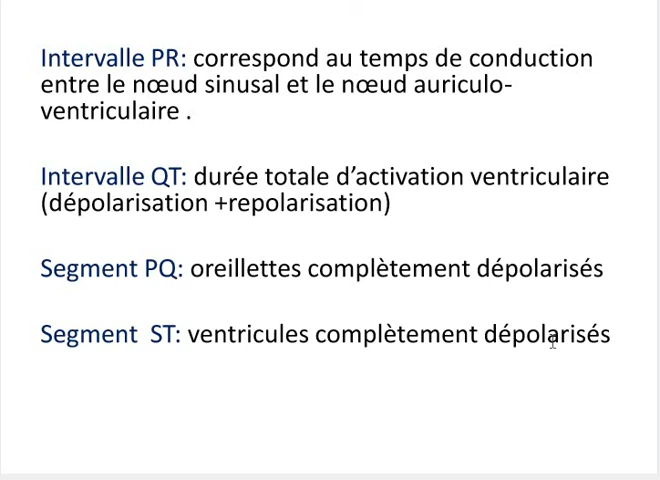 Intervalle PR: correspond au temps de conduction
entre le nœud sinusal et le nœud auriculo-
ventriculaire .
Intervalle QT: durée totale d’activation ventriculaire
(dépolarisation +repolarisation)
Segment PQ: oreillettes complètement dépolarisés
Segment  ST: ventricules complètement dépolarisés